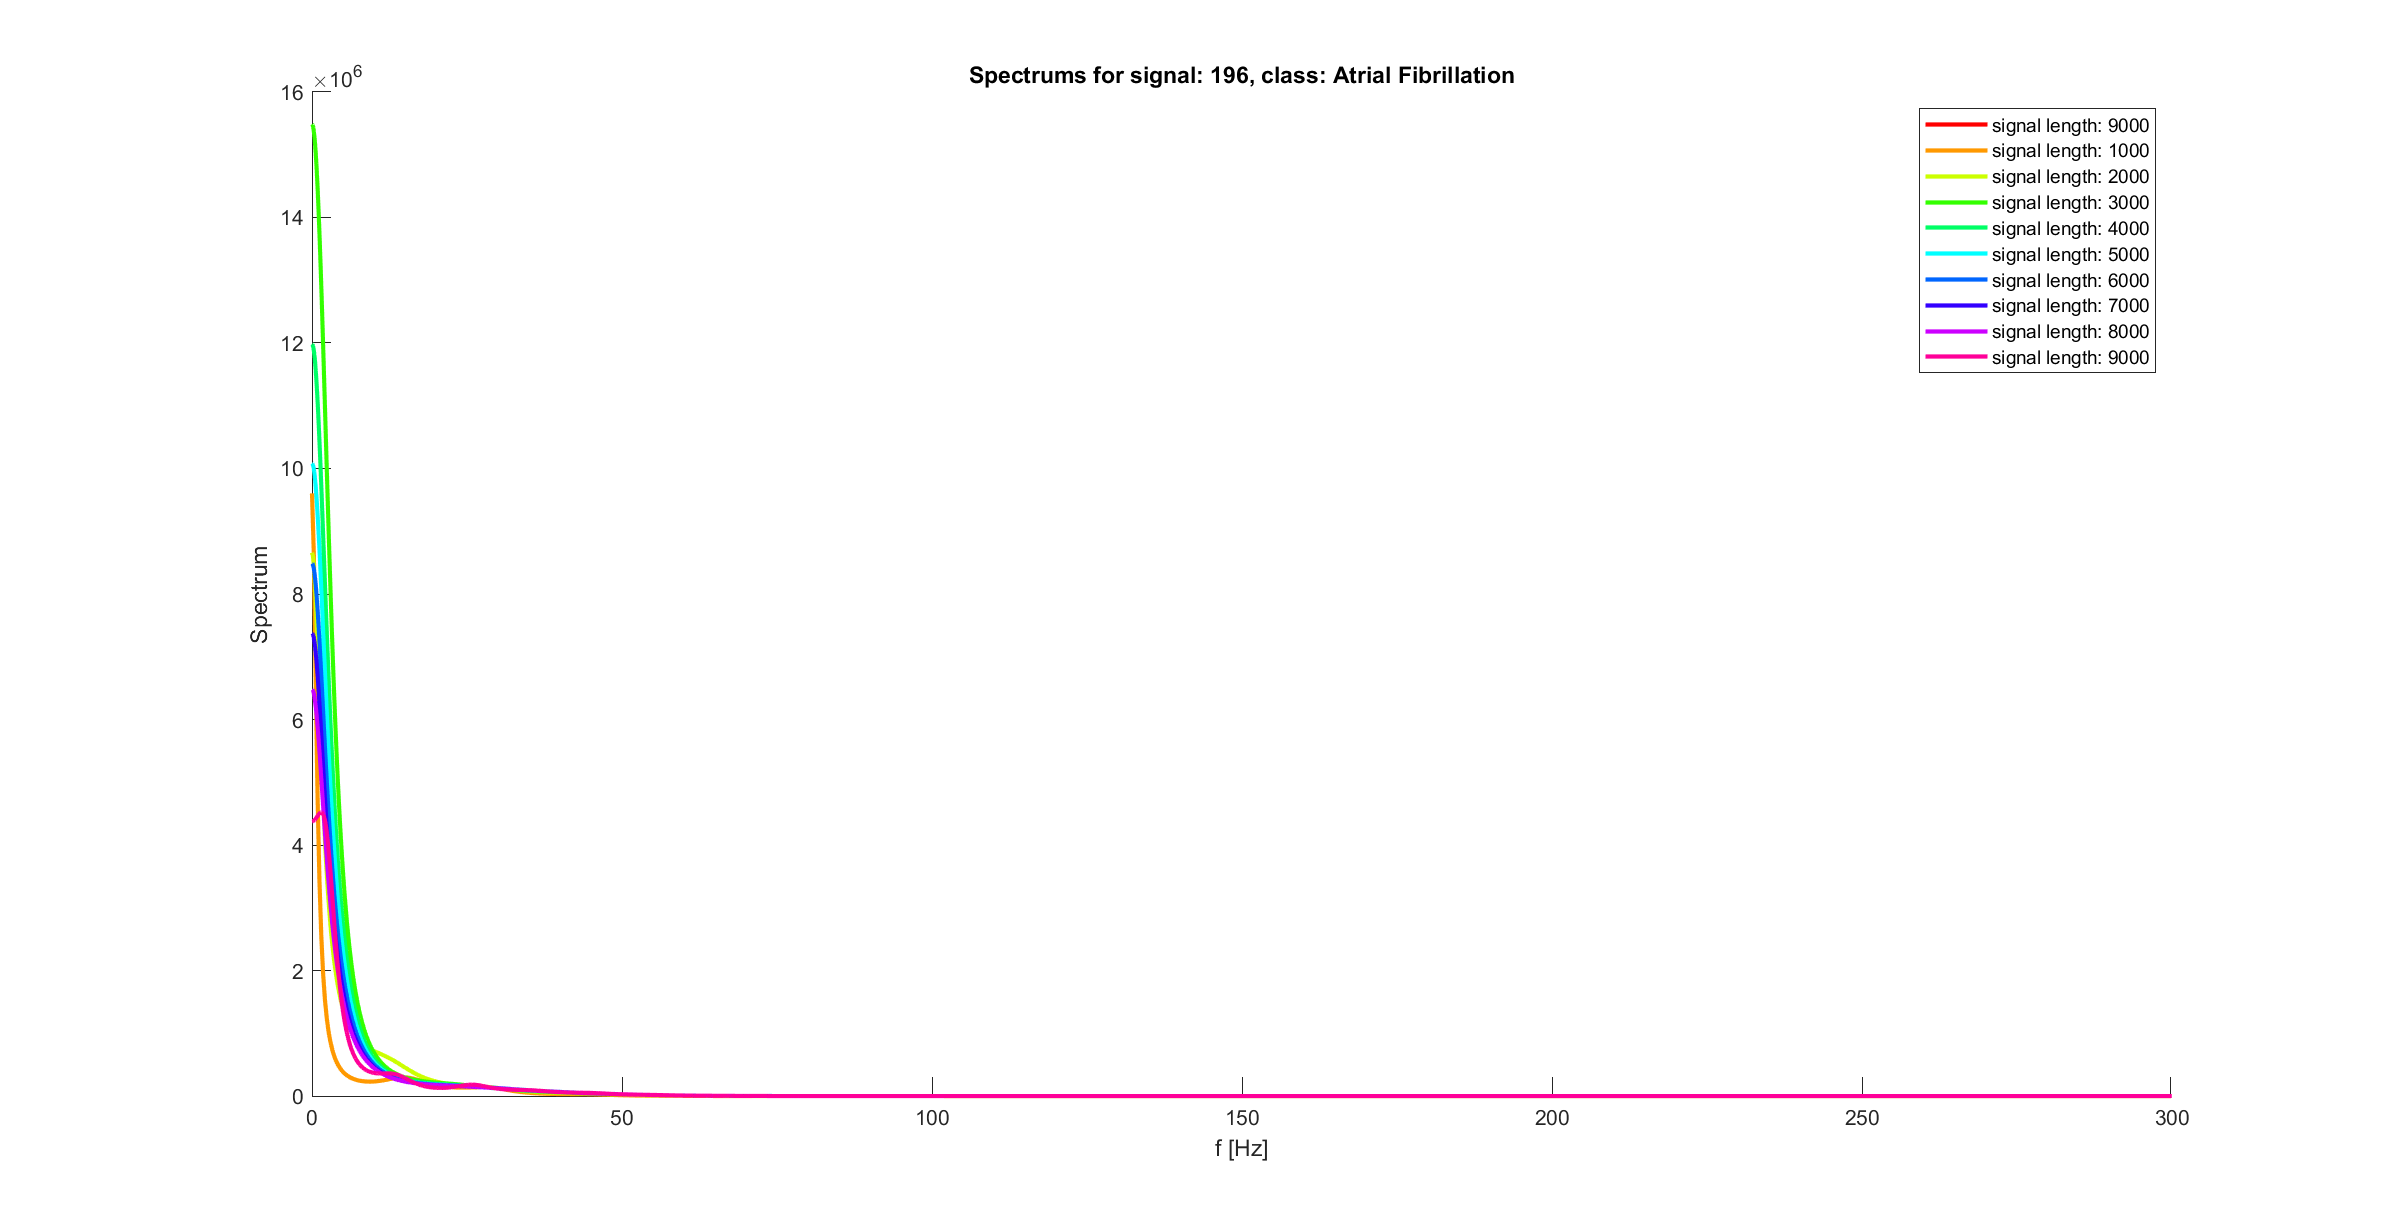 Spectrums for signal: 196, class: Atrial Fibrillation
×10^6
16
14
12
10
8
6
4
2
0
Spectrum
0 50 100 150 200 250 300
f [Hz]
signal length: 9000
signal length: 1000
signal length: 2000
signal length: 3000
signal length: 4000
signal length: 5000
signal length: 6000
signal length: 7000
signal length: 8000
signal length: 9000